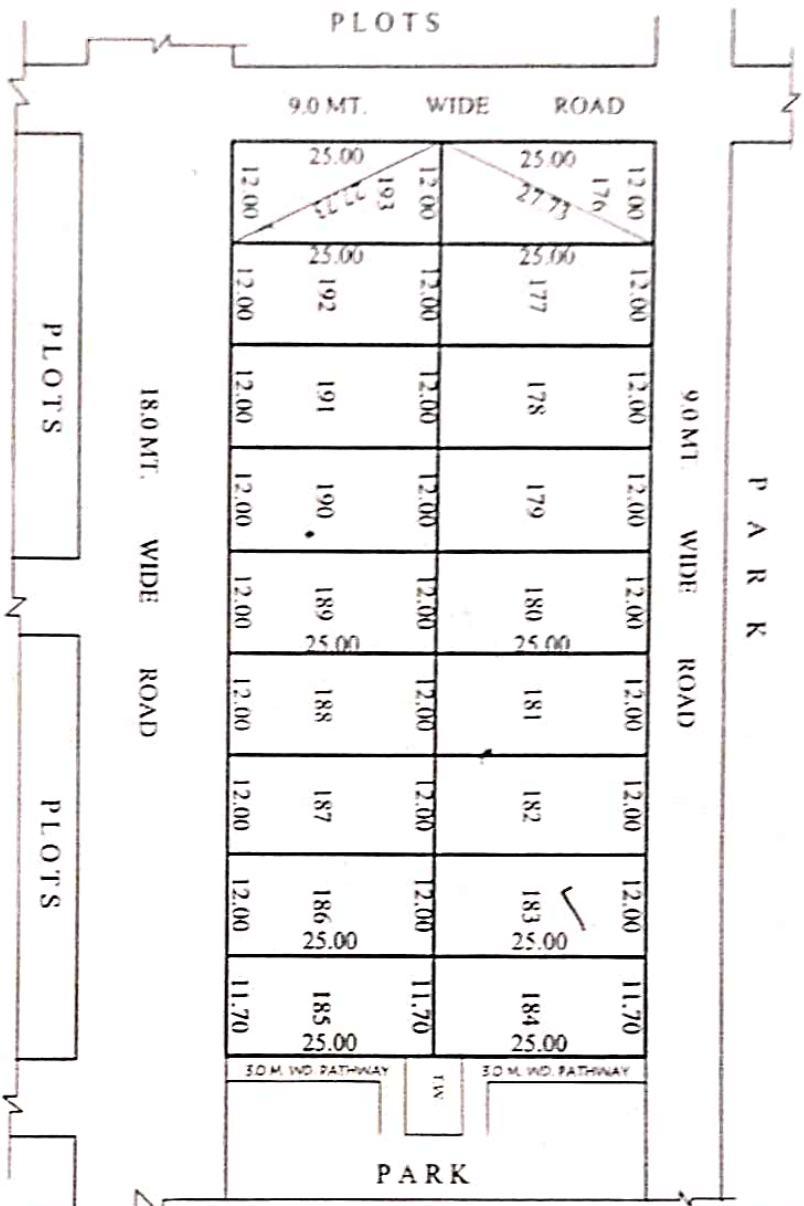 PLOTS
9.0 MT. WIDE ROAD
25.00 25.00
12.00 193 12.00 176 12.00
27.73 27.73
25.00 25.00
12.00 192 12.00 177 12.00
12.00 191 12.00 178 12.00
12.00 190 12.00 179 12.00
12.00 189 12.00 180 12.00
25.00 25.00
12.00 188 12.00 181 12.00
12.00 187 12.00 182 12.00
12.00 186 12.00 183 12.00
25.00 25.00
11.70 185 11.70 184 11.70
25.00 25.00
3.0 M. WD. PATHWAY T.W 3.0 M. WD. PATHWAY
PARK
PLOTS
PLOTS
18.0 MT. WIDE ROAD
9.0 MT. WIDE ROAD
PARK